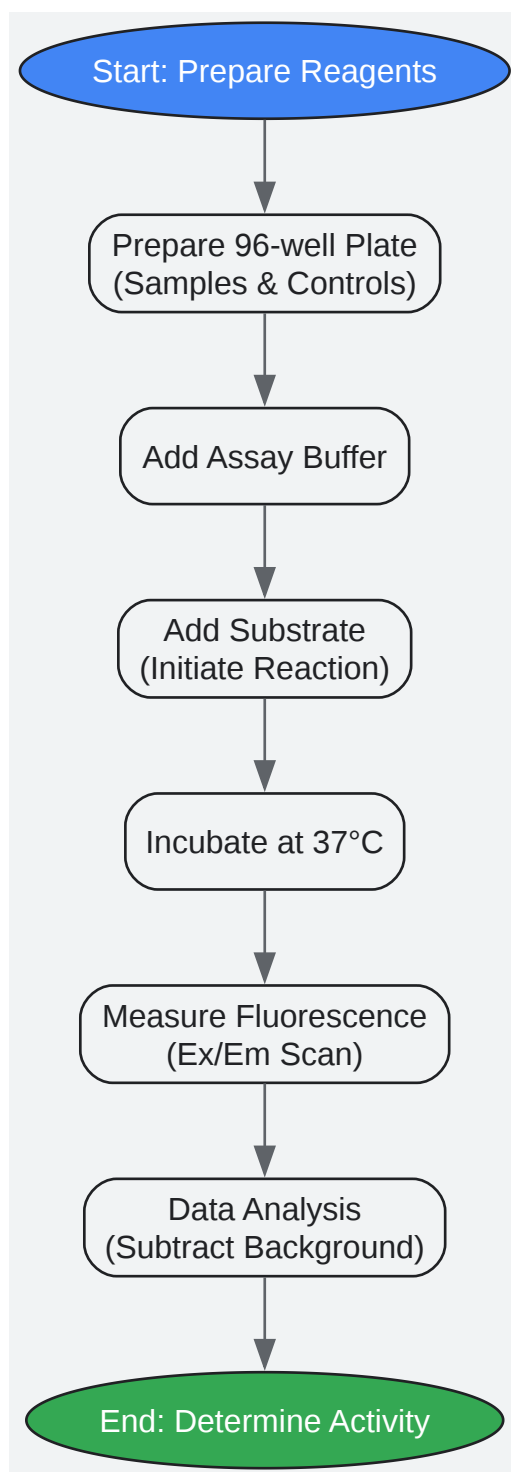 Start: Prepare Reagents
Prepare 96-well Plate
(Samples & Controls)
Add Assay Buffer
Add Substrate
(Initiate Reaction)
Incubate at 37°C
Measure Fluorescence
(Ex/Em Scan)
Data Analysis
(Subtract Background)
End: Determine Activity